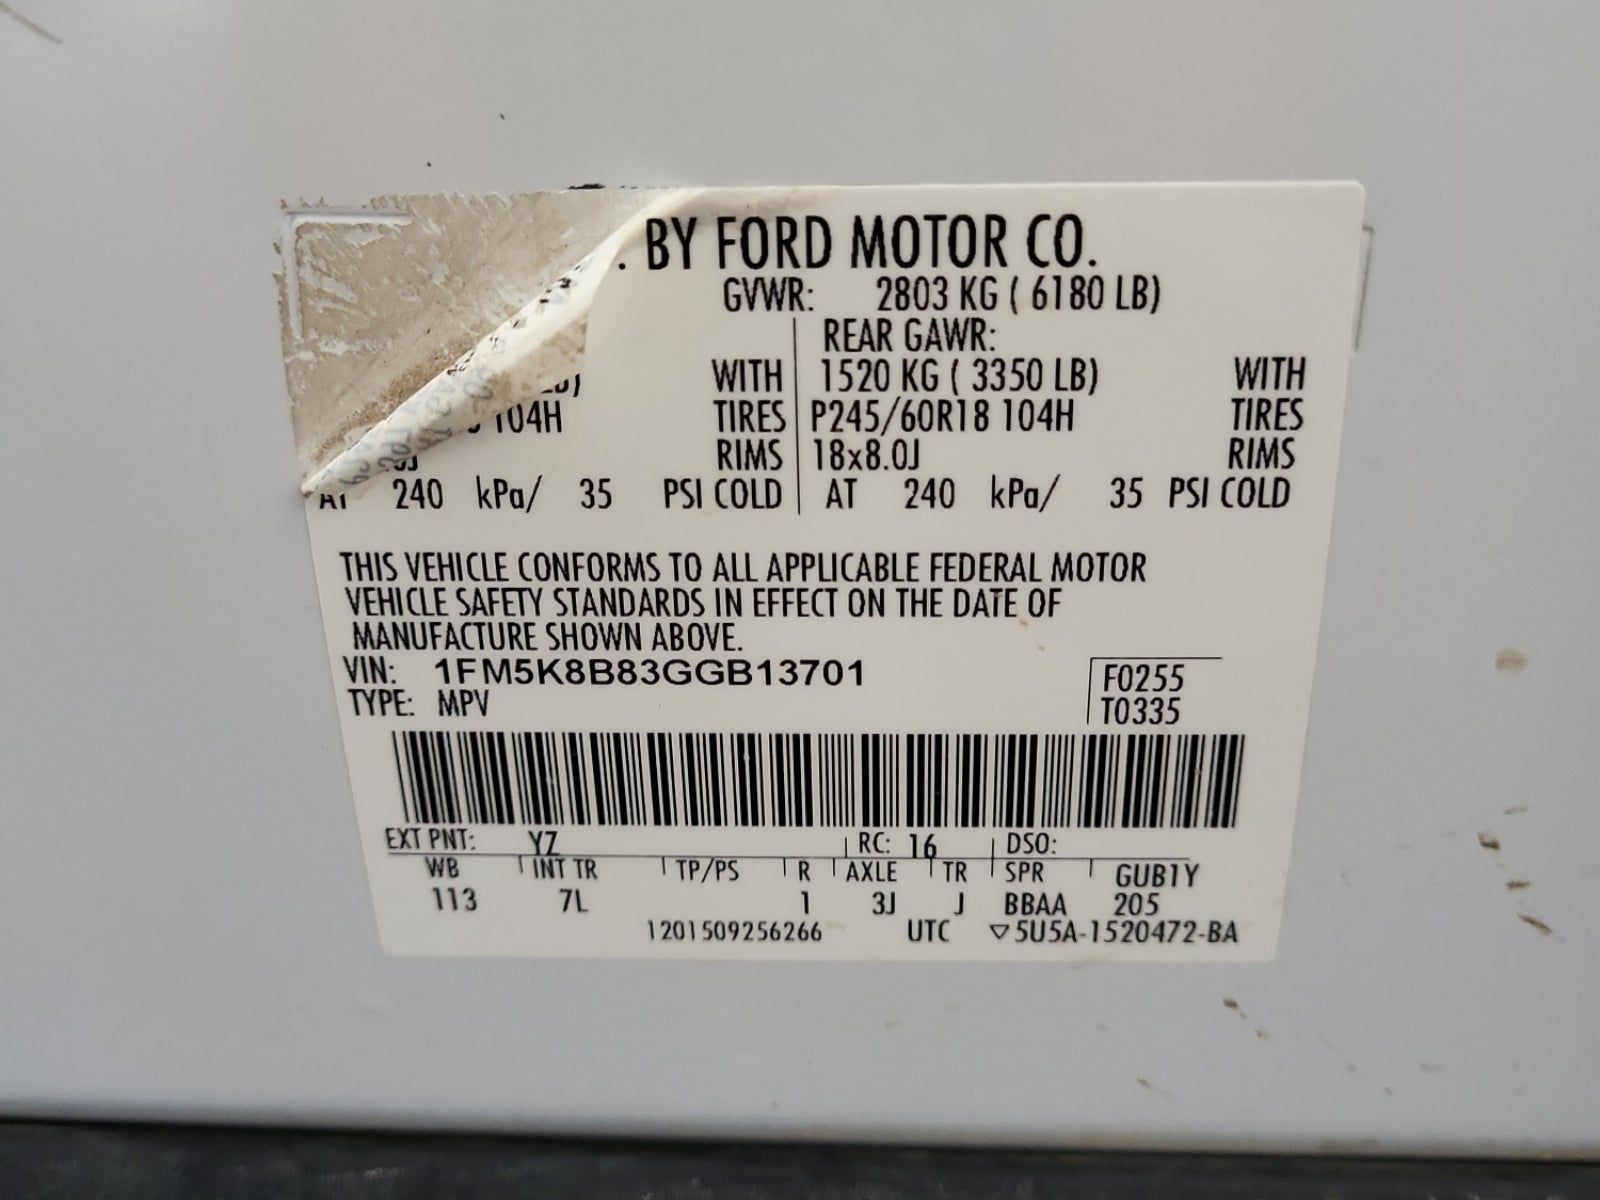 . BY FORD MOTOR CO.
GVWR: 2803 KG ( 6180 LB)
REAR GAWR:
WITH 1520 KG ( 3350 LB) WITH
104H TIRES P245/60R18 104H TIRES
RIMS 18x8.0J RIMS
AT 240 kPa/ 35 PSI COLD AT 240 kPa/ 35 PSI COLD
THIS VEHICLE CONFORMS TO ALL APPLICABLE FEDERAL MOTOR
VEHICLE SAFETY STANDARDS IN EFFECT ON THE DATE OF
MANUFACTURE SHOWN ABOVE.
VIN: 1FM5K8B83GGB13701 F0255
TYPE: MPV T0335
EXT PNT: YZ RC: 16 DSO:
WB INT TR TP/PS R AXLE TR SPR GUB1Y
113 7L 1 3J J BBAA 205
1201509256266 UTC ▽5U5A-1520472-BA